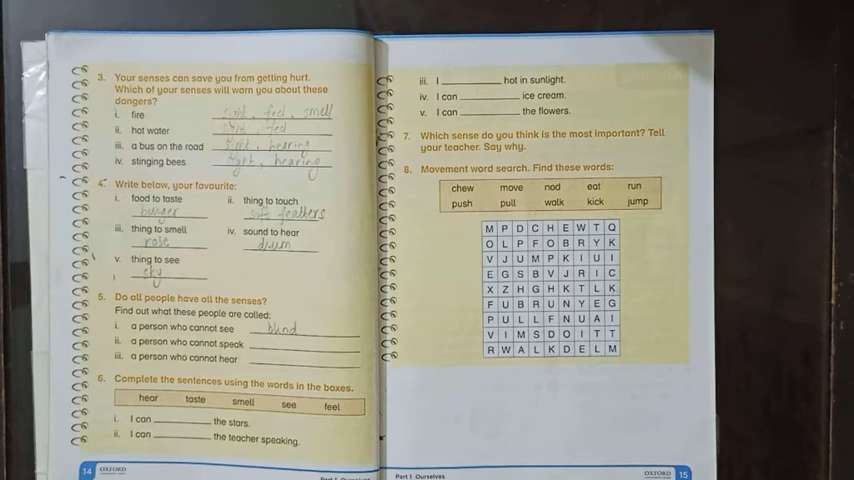 3. Your senses can save you from getting hurt.
Which of your senses will warn you about these
dangers?
i. fire sight, feel, smell
ii. hot water sight, feel
iii. a bus on the road sight, hearing
iv. stinging bees sight, hearing
4. Write below, your favourite:
i. food to taste ii. thing to touch
burger soft feathers
iii. thing to smell iv. sound to hear
rose drum
v. thing to see
sky
5. Do all people have all the senses?
Find out what these people are called:
i. a person who cannot see blind
ii. a person who cannot speak
iii. a person who cannot hear
6. Complete the sentences using the words in the boxes.
hear taste smell see feel
i. I can ________ the stars.
ii. I can ________ the teacher speaking.
14 OXFORD
Part 1: Ourselves
iii. I ________ hot in sunlight.
iv. I can ________ ice cream.
v. I can ________ the flowers.
7. Which sense do you think is the most important? Tell
your teacher. Say why.
8. Movement word search. Find these words:
chew move nod eat run
push pull walk kick jump
M P D C H E W T Q
O L P F O B R Y K
V J U M P K I U I
E G S B V J R I C
X Z H G H K T L K
F U B R U N Y E G
P U L L F N U A I
V I M S D O I T T
R W A L K D E L M
Part 1: Ourselves
OXFORD 15